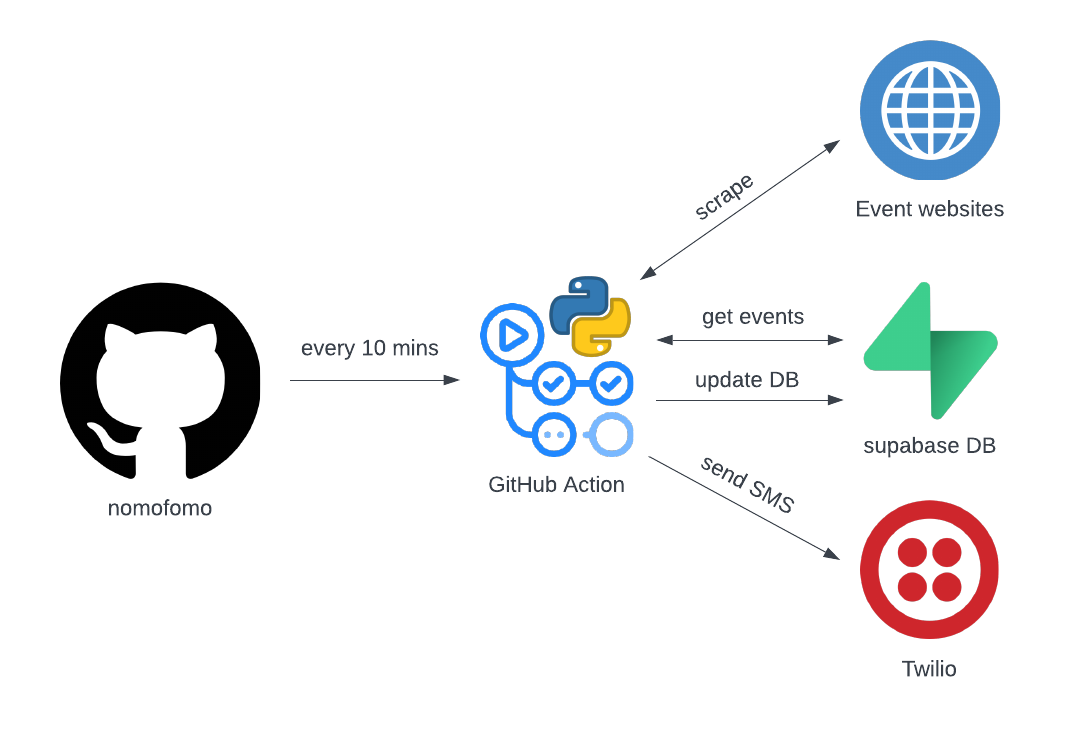 scrape
Event websites
every 10 mins
get events
update DB
supabase DB
send SMS
GitHub Action
nomofomo
Twilio